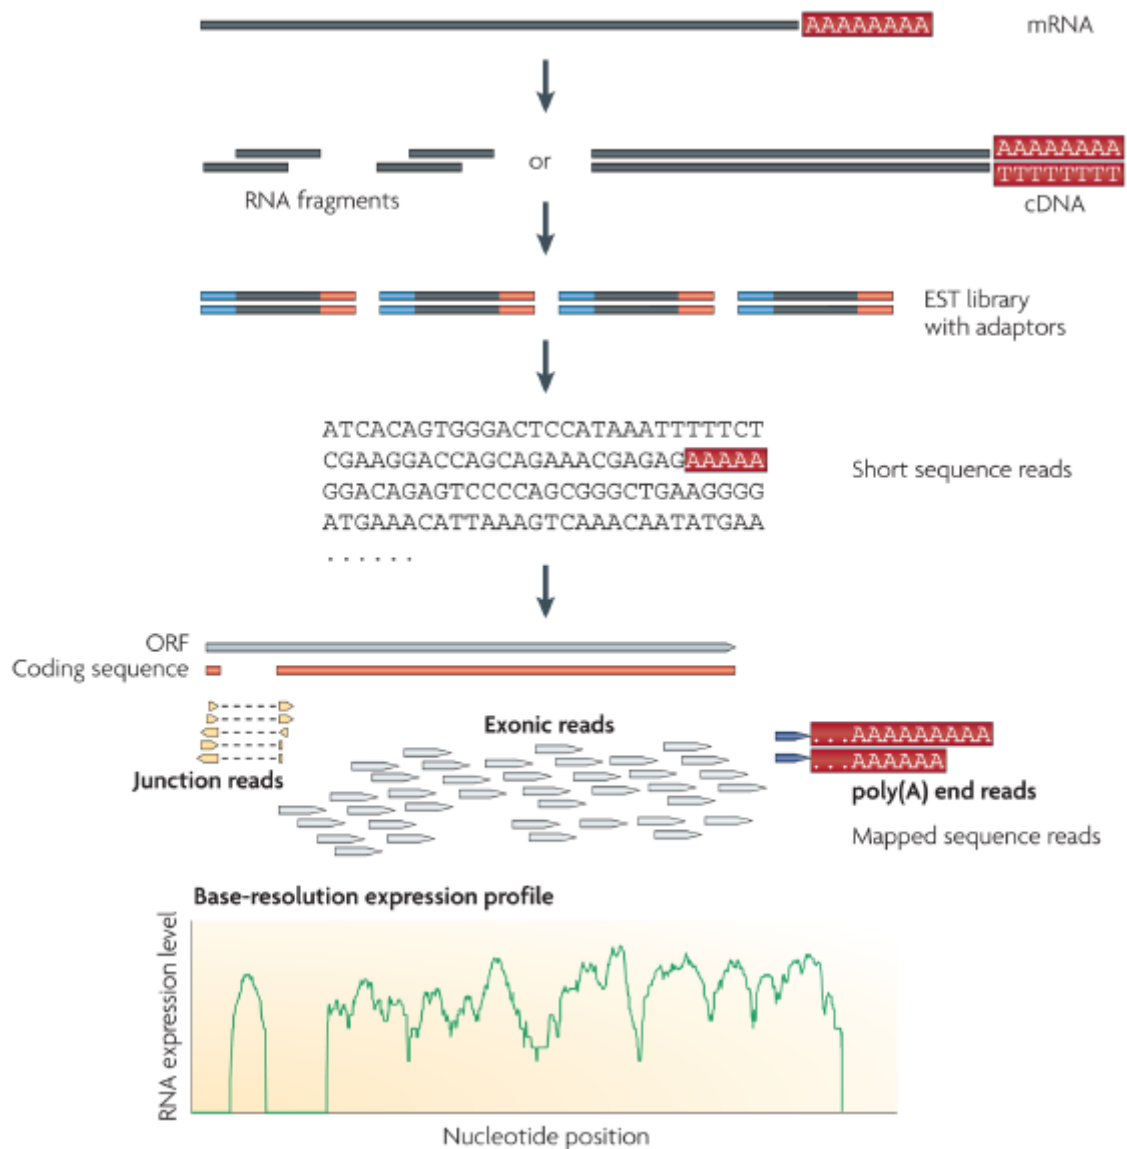 AAAAAAAA
mRNA
or
AAAAAAAA
TTTTTTTT
RNA fragments
cDNA
EST library
with adaptors
ATCACAGTGGGACTCCATAAATTTTTCT
CGAAGGACCAGCAGAAACGAGAGAAAAA
GGACAGAGTCCCCAGCGGGCTGAAGGGG
ATGAAACATTAAAGTCAAACAATATGAA
......
Short sequence reads
ORF
Coding sequence
Exonic reads
Junction reads
...AAAAAAAAA
...AAAAAA
poly(A) end reads
Mapped sequence reads
Base-resolution expression profile
RNA expression level
Nucleotide position